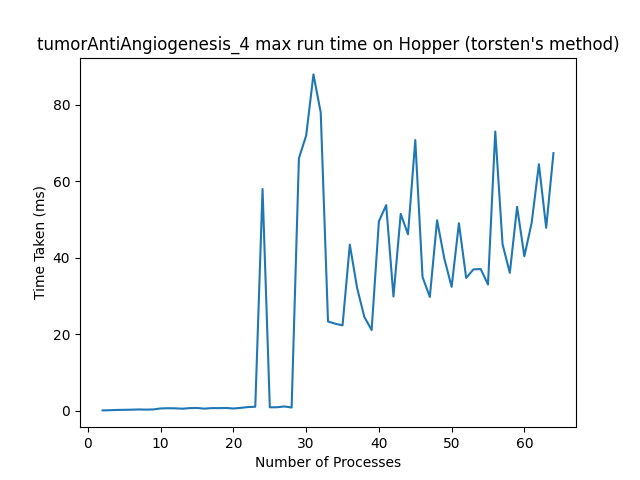 tumorAntiAngiogenesis_4 max run time on Hopper (torsten's method)
80
60
40
20
0
Time Taken (ms)
0 10 20 30 40 50 60
Number of Processes